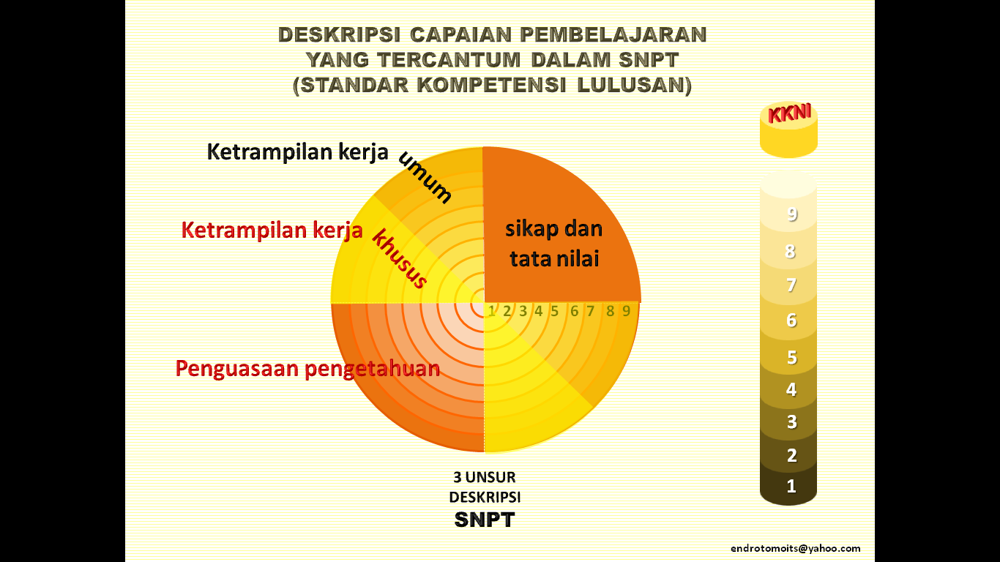 DESKRIPSI CAPAIAN PEMBELAJARAN
YANG TERCANTUM DALAM SNPT
(STANDAR KOMPETENSI LULUSAN)
KKNI
Ketrampilan kerja umum
Ketrampilan kerja khusus
sikap dan
tata nilai
1 2 3 4 5 6 7 8 9
Penguasaan pengetahuan
9
8
7
6
5
4
3
2
1
3 UNSUR
DESKRIPSI
SNPT
endrotomoits@yahoo.com